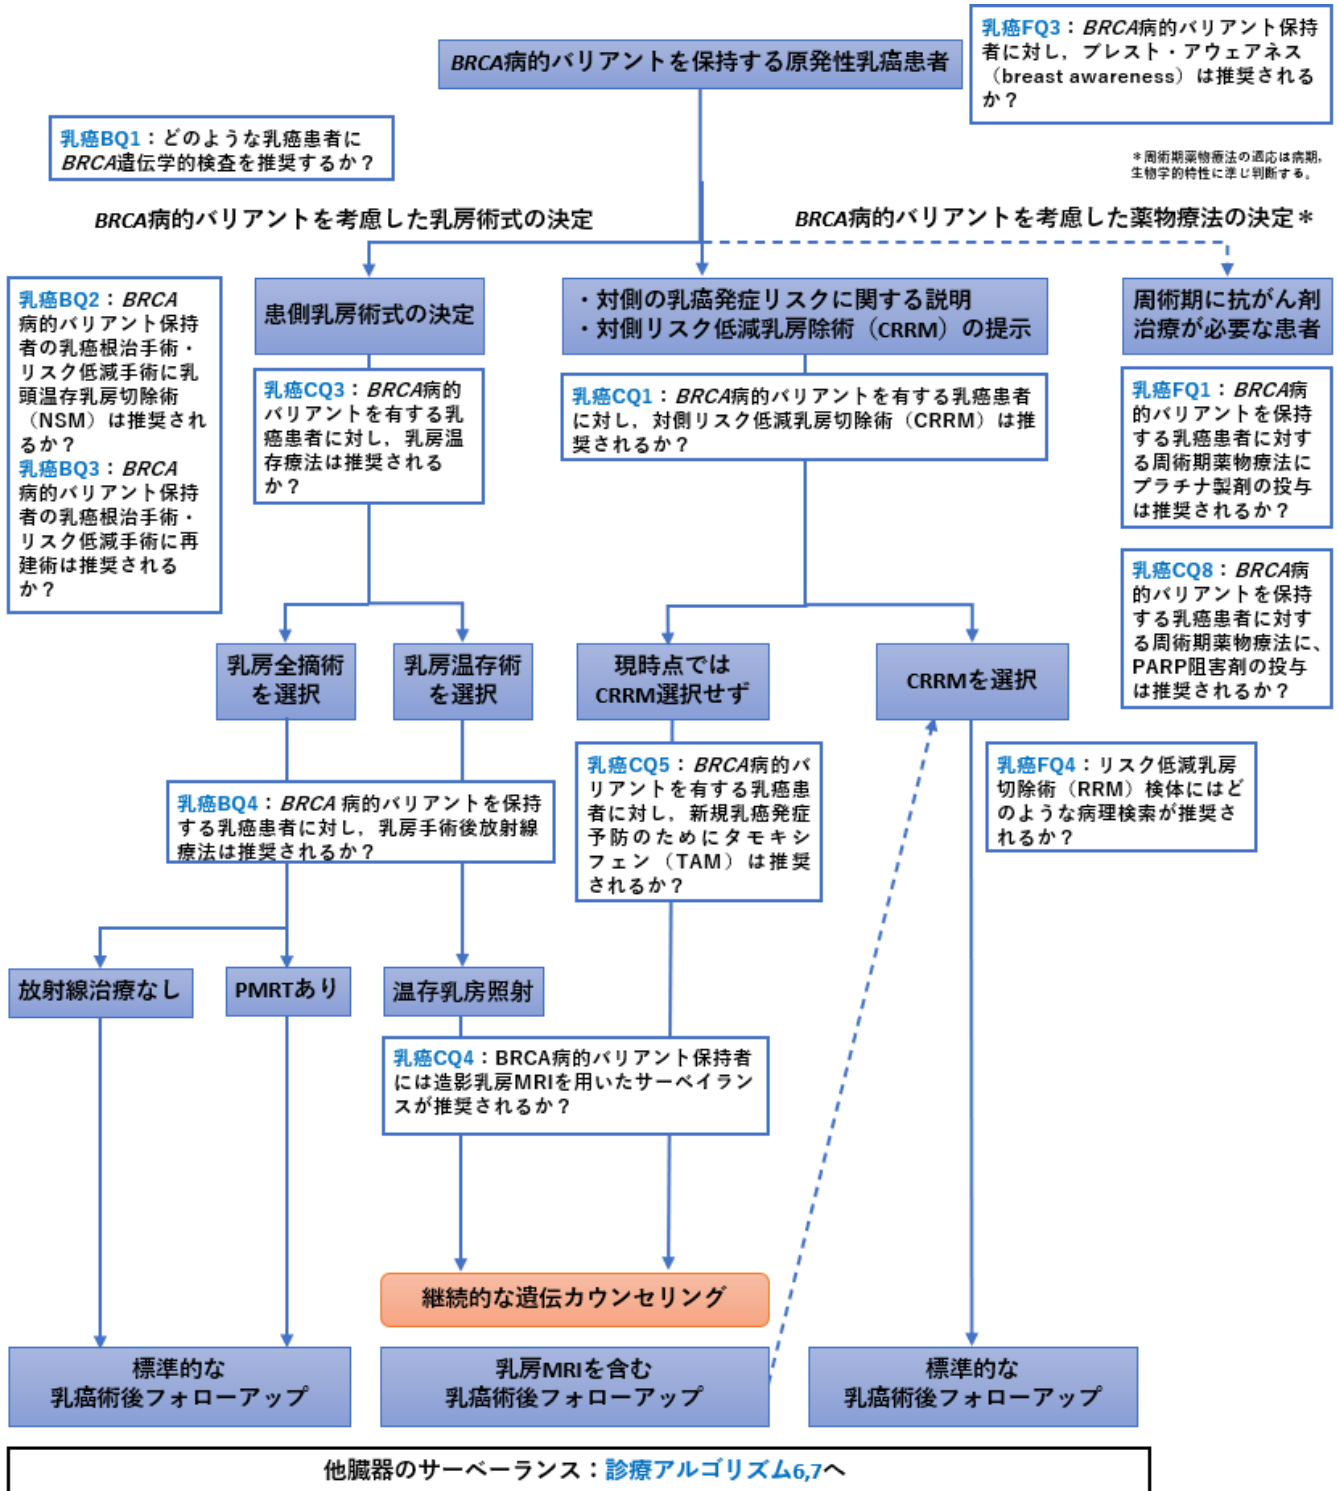 BRCA病的バリアントを保持する原発性乳癌患者
乳癌FQ3：BRCA病的バリアント保持
者に対し，ブレスト・アウェアネス
（breast awareness）は推奨される
か？
乳癌BQ1：どのような乳癌患者に
BRCA遺伝学的検査を推奨するか？
＊周術期薬物療法の適応は病期，
生物学的特性に準じ判断する。
BRCA病的バリアントを考慮した乳房術式の決定
BRCA病的バリアントを考慮した薬物療法の決定＊
乳癌BQ2：BRCA
病的バリアント保持
者の乳癌根治手術・
リスク低減手術に乳
頭温存乳房切除術
（NSM）は推奨され
るか？
乳癌BQ3：BRCA
病的バリアント保持
者の乳癌根治手術・
リスク低減手術に再
建術は推奨される
か？
患側乳房術式の決定
・対側の乳癌発症リスクに関する説明
・対側リスク低減乳房除術（CRRM）の提示
周術期に抗がん剤
治療が必要な患者
乳癌CQ3：BRCA病的
バリアントを有する乳
癌患者に対し，乳房温
存療法は推奨される
か？
乳癌CQ1：BRCA病的バリアントを有する乳癌患者
に対し，対側リスク低減乳房切除術（CRRM）は推
奨されるか？
乳癌FQ1：BRCA病
的バリアントを保持
する乳癌患者に対す
る周術期薬物療法に
プラチナ製剤の投与
は推奨されるか？
乳癌CQ8：BRCA病
的バリアントを保持
する乳癌患者に対す
る周術期薬物療法に、
PARP阻害剤の投与
は推奨されるか？
乳房全摘術
を選択
乳房温存術
を選択
現時点では
CRRM選択せず
CRRMを選択
乳癌BQ4：BRCA 病的バリアントを保持
する乳癌患者に対し，乳房手術後放射線
療法は推奨されるか？
乳癌CQ5：BRCA病的バ
リアントを有する乳癌患
者に対し，新規乳癌発症
予防のためにタモキシ
フェン（TAM）は推奨
されるか？
乳癌FQ4：リスク低減乳房
切除術（RRM）検体にはど
のような病理検索が推奨さ
れるか？
放射線治療なし
PMRTあり
温存乳房照射
乳癌CQ4：BRCA病的バリアント保持者
には造影乳房MRIを用いたサーベイラン
スが推奨されるか？
継続的な遺伝カウンセリング
標準的な
乳癌術後フォローアップ
乳房MRIを含む
乳癌術後フォローアップ
標準的な
乳癌術後フォローアップ
他臓器のサーベーランス：診療アルゴリズム6,7へ